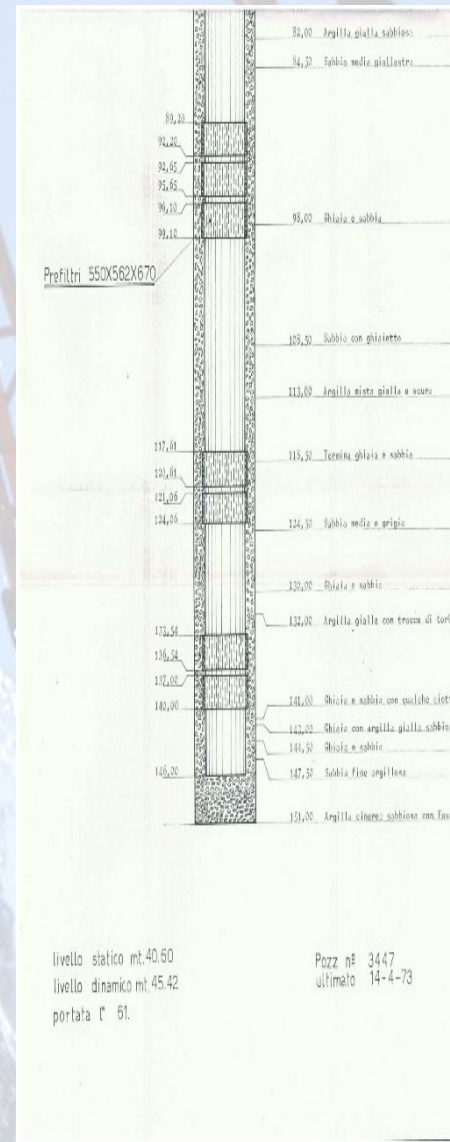 82,00 Argilla gialla sabbiosa
84,50 Sabbia media giallastra
89,20
92,20
92,65
95,65
96,10
99,10
98,00 Ghiaia e sabbia
Prefiltri 550X562X670
108,50 Sabbia con ghiaietto
113,00 Argilla mista gialla e scura
117,61
118,50 Termina ghiaia e sabbia
120,61
121,06
124,06
124,50 Sabbia media e grigia
130,00 Ghiaia e sabbia
132,00 Argilla gialla con tracce di torb
133,54
136,54
137,00
140,00
141,00 Ghiaia e sabbia con qualche ciott
143,00 Ghiaia con argilla gialla sabbios
144,50 Ghiaia e sabbia
146,00
147,50 Sabbia fine argillosa
151,00 Argilla cinerea sabbiosa con
livello statico mt.40,60
livello dinamico mt.45.42
portata l" 61.
Pozz nº 3447
ultimato 14-4-73